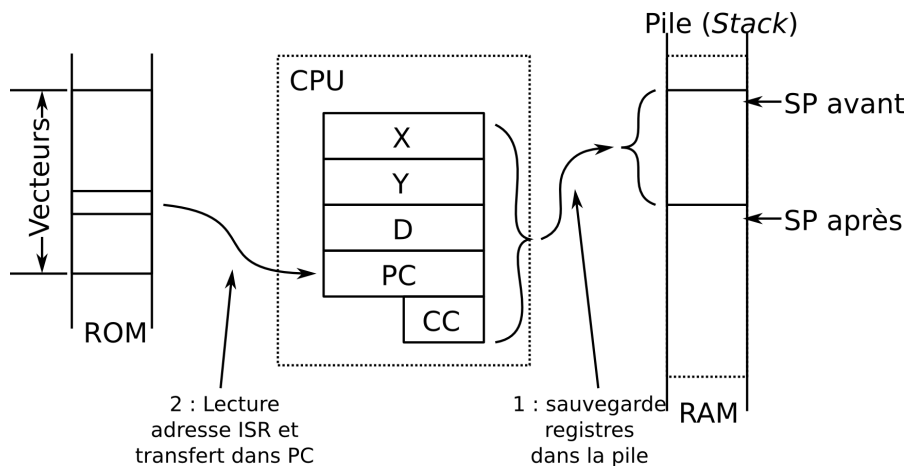 Pile (Stack)
CPU
SP avant
Vecteurs
X
Y
D
PC
CC
SP après
ROM
RAM
2 : Lecture
adresse ISR et
transfert dans PC
1 : sauvegarde
registres
dans la pile